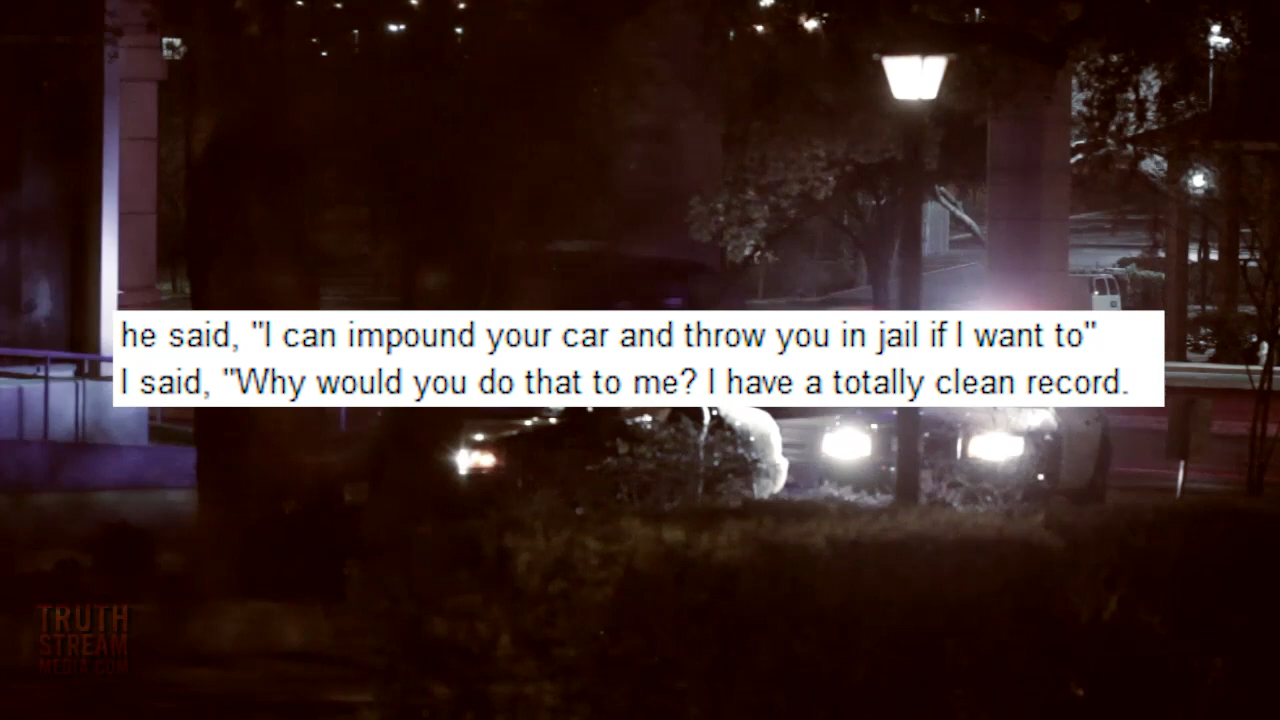 he said, "I can impound your car and throw you in jail if I want to"
I said, "Why would you do that to me? I have a totally clean record.
TRUTH
STREAM
MEDIA.COM